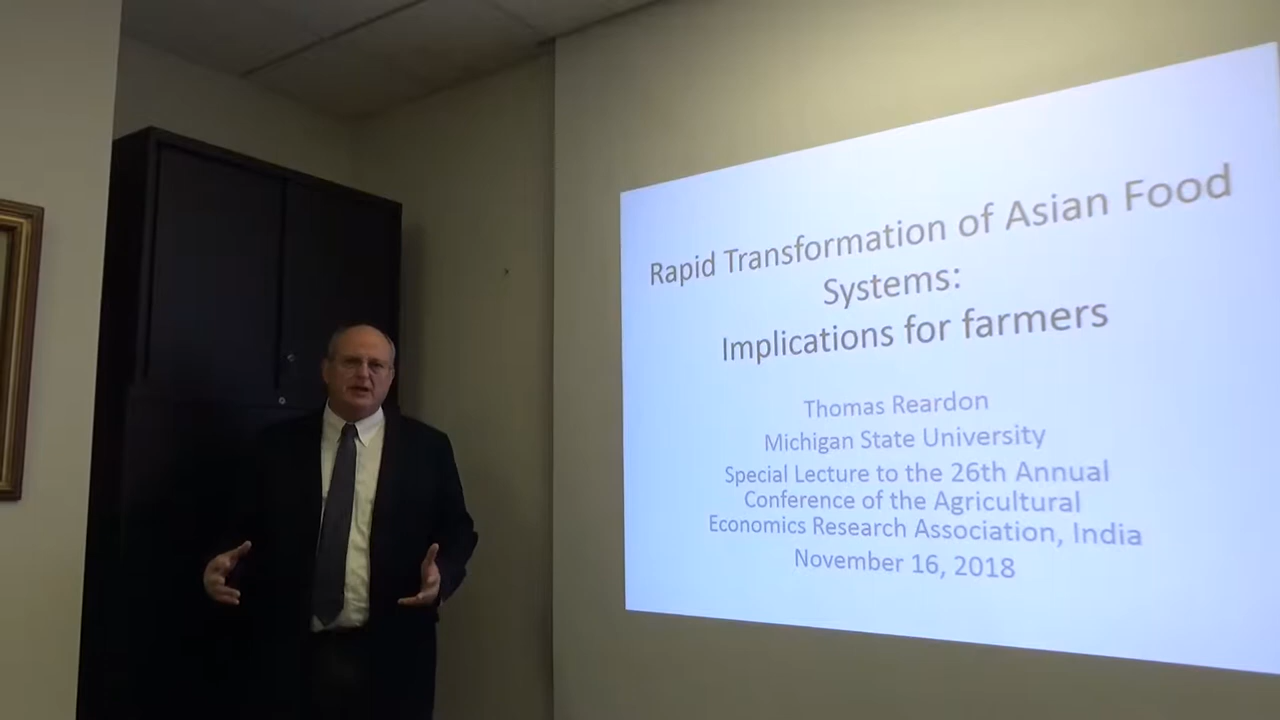 Rapid Transformation of Asian Food
Systems:
Implications for farmers
Thomas Reardon
Michigan State University
Special Lecture to the 26th Annual
Conference of the Agricultural
Economics Research Association, India
November 16, 2018